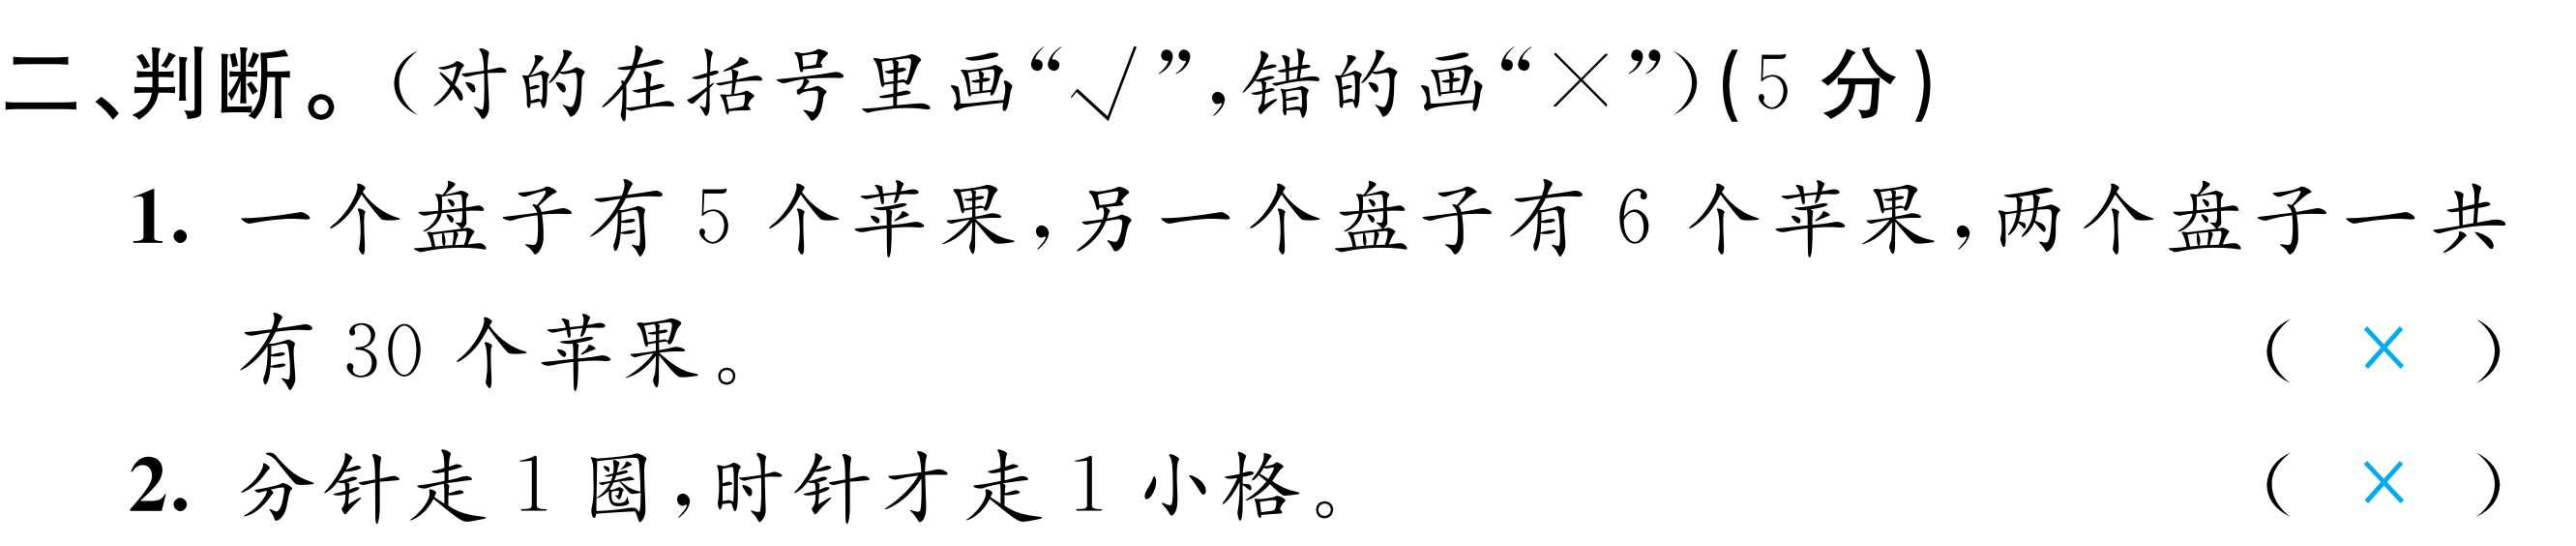 二、判断。(对的在括号里画“√”,错的画“×”)(5 分)
1. 一个盘子有 5 个苹果,另一个盘子有 6 个苹果,两个盘子一共
有 30 个苹果。 ( × )
2. 分针走 1 圈,时针才走 1 小格。 ( × )